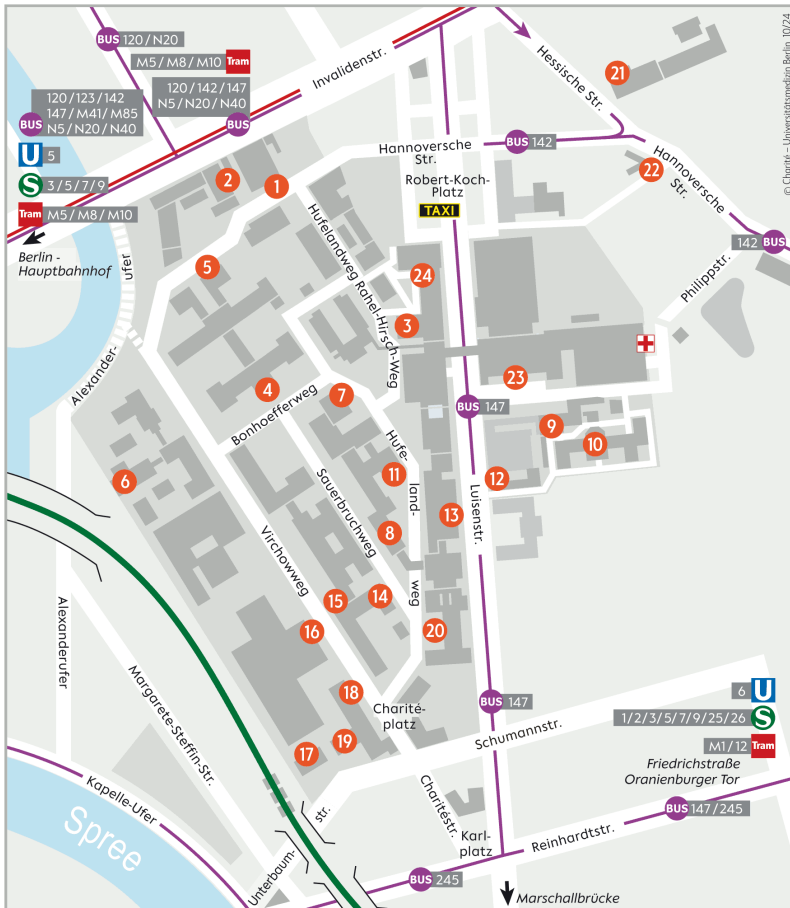 BUS 120/N20
M5/M8/M10 Tram
120/123/142
147/M41/M85
N5/N20/N40
BUS
120/142/147
N5/N20/N40
BUS
U 5
S 3/5/7/9
Tram M5/M8/M10
Berlin -
Hauptbahnhof
Invalidenstr.
Hessische Str.
21
© Charité – Universitätsmedizin Berlin 10/24
Hannoversche
Str.
BUS 142
Robert-Koch-
Platz
TAXI
22
Hannoversche
Str.
142 BUS
Philippstr.
2
1
5
Hufelandweg
Rahel-Hirsch-Weg
24
3
Alexander-
ufer
4
7
Bonhoefferweg
23
BUS 147
9
10
6
11
Hufe-
land-
weg
12
13
Luisenstr.
Sauerbruchweg
8
Virchowweg
15
14
16
20
Alexanderufer
Margarete-Steffin-Str.
18
Charité-
platz
17
19
BUS 147
Schumannstr.
6 U
1/2/3/5/7/9/25/26 S
M1/12 Tram
Friedrichstraße
Oranienburger Tor
Kapelle-Ufer
Spree
Unterbaum-
str.
Charitéstr.
Karl-
platz
Reinhardtstr.
BUS 147/245
BUS 245
Marschallbrücke